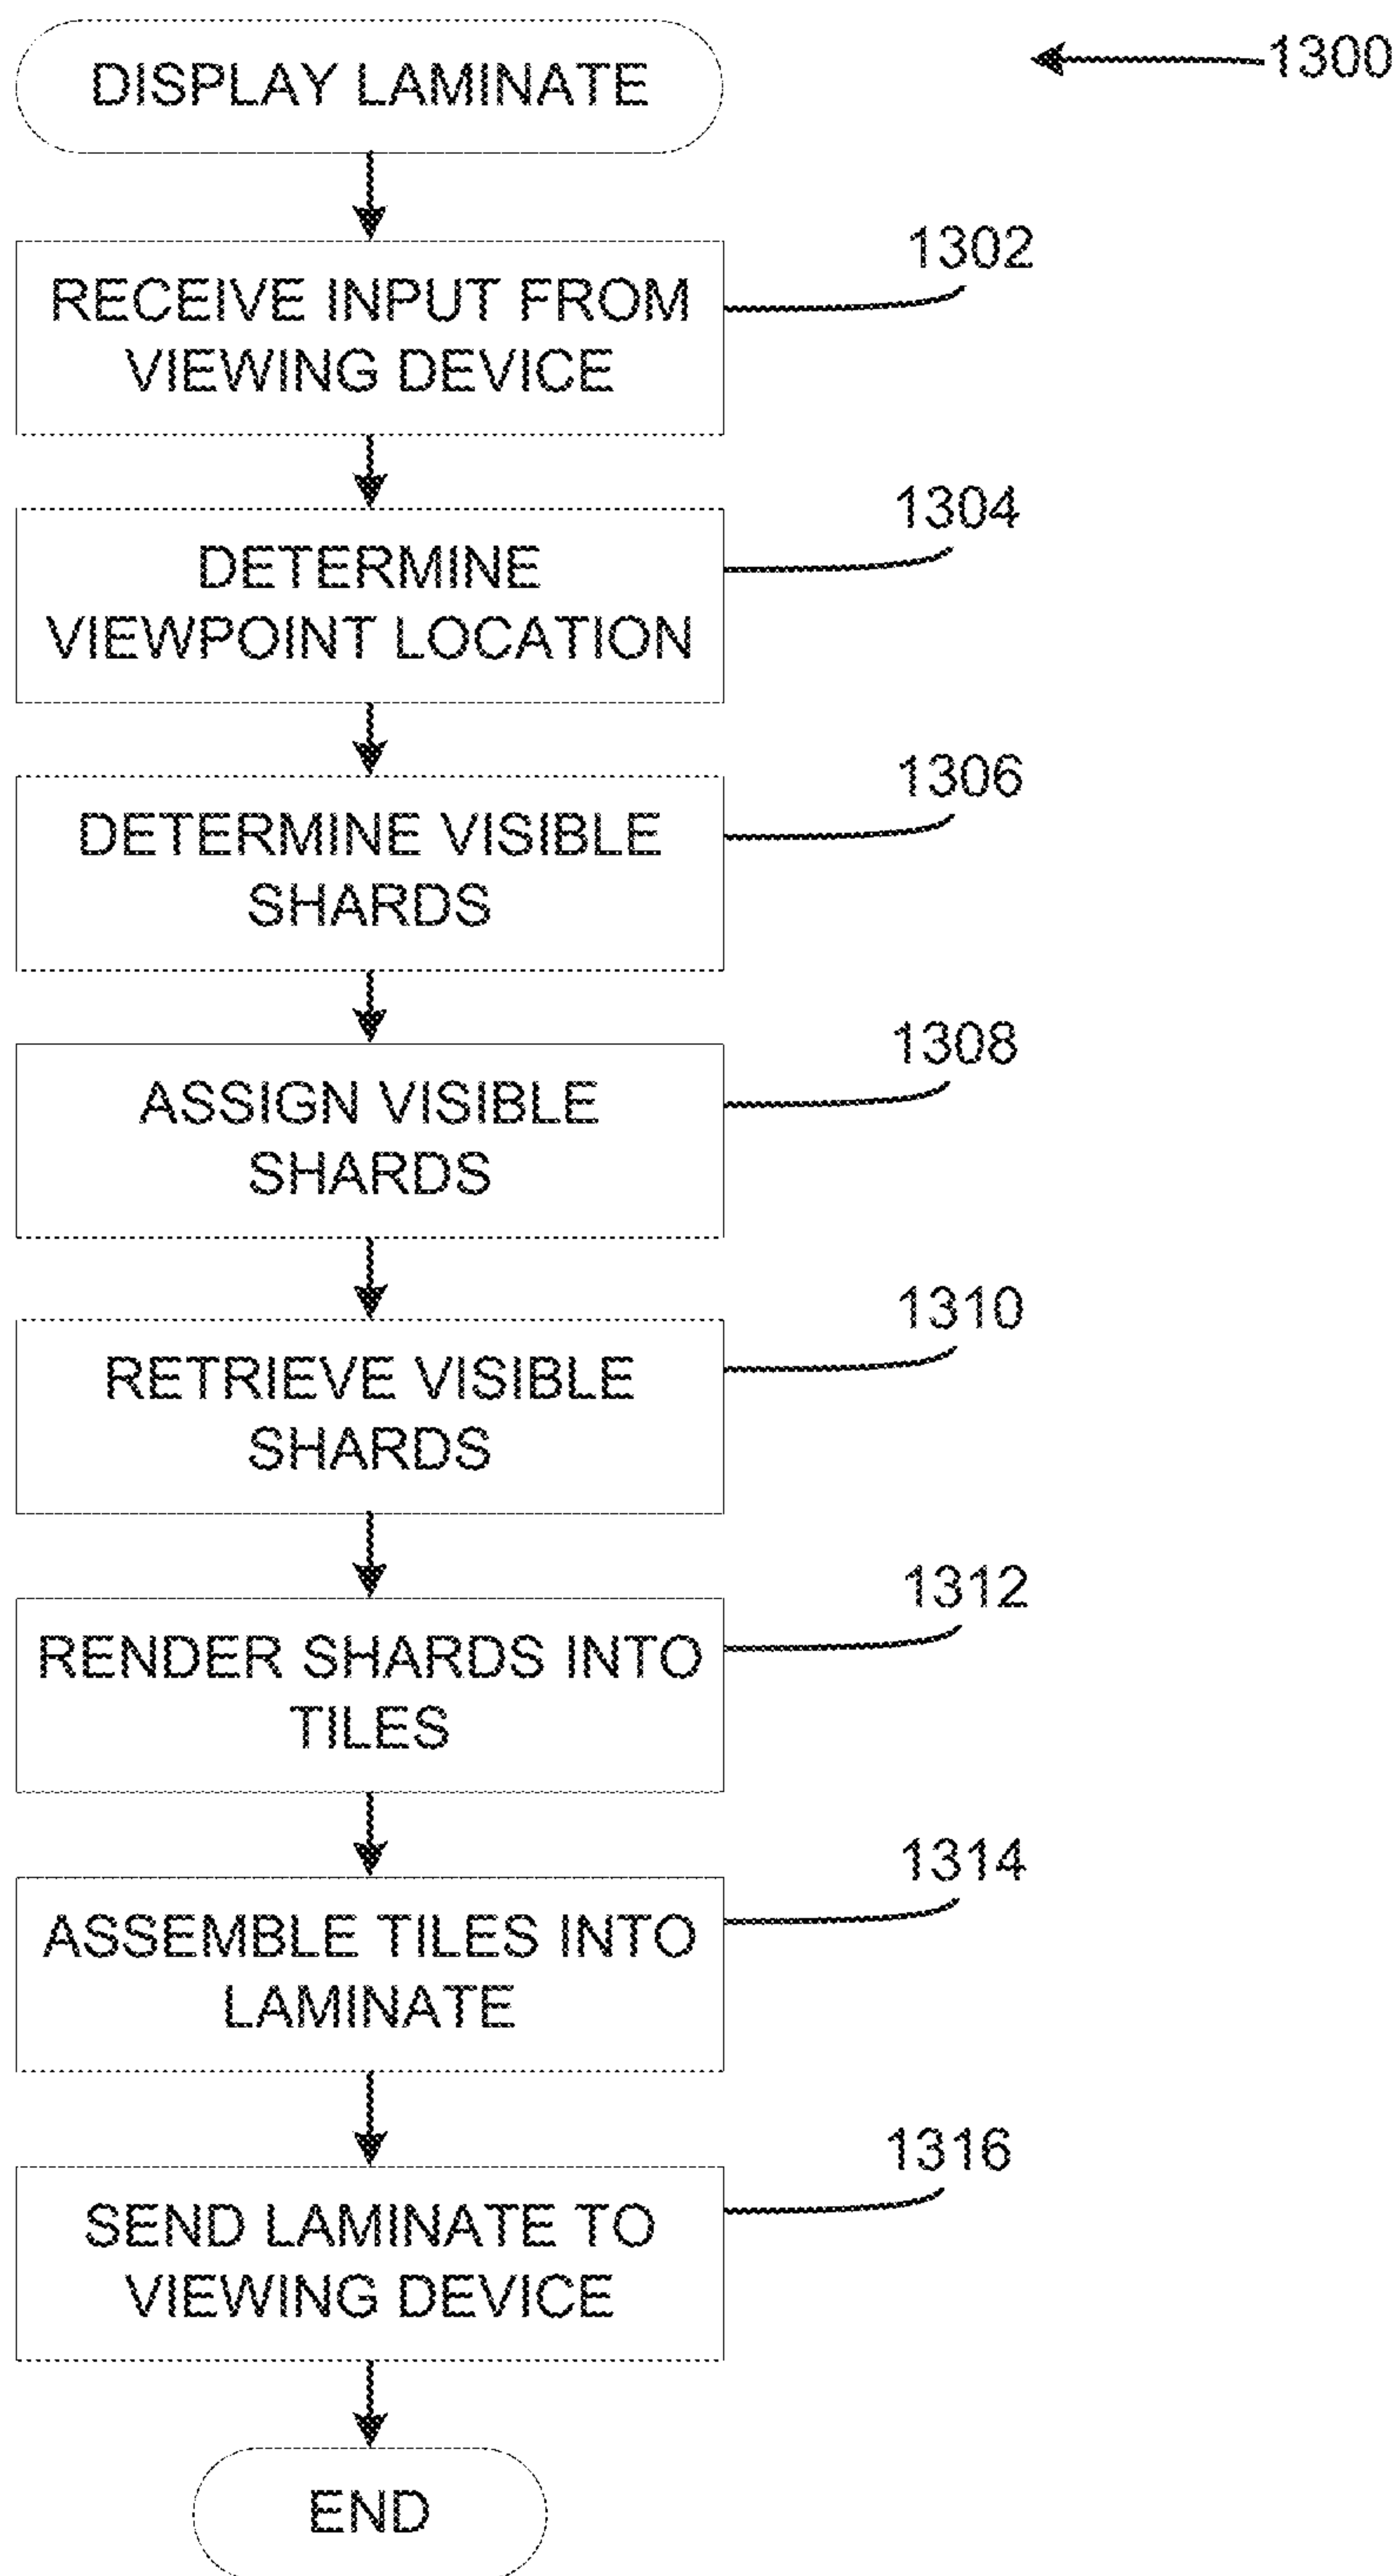 DISPLAY LAMINATE
1300
RECEIVE INPUT FROM
VIEWING DEVICE
1302
DETERMINE
VIEWPOINT LOCATION
1304
DETERMINE VISIBLE
SHARDS
1306
ASSIGN VISIBLE
SHARDS
1308
RETRIEVE VISIBLE
SHARDS
1310
RENDER SHARDS INTO
TILES
1312
ASSEMBLE TILES INTO
LAMINATE
1314
SEND LAMINATE TO
VIEWING DEVICE
1316
END